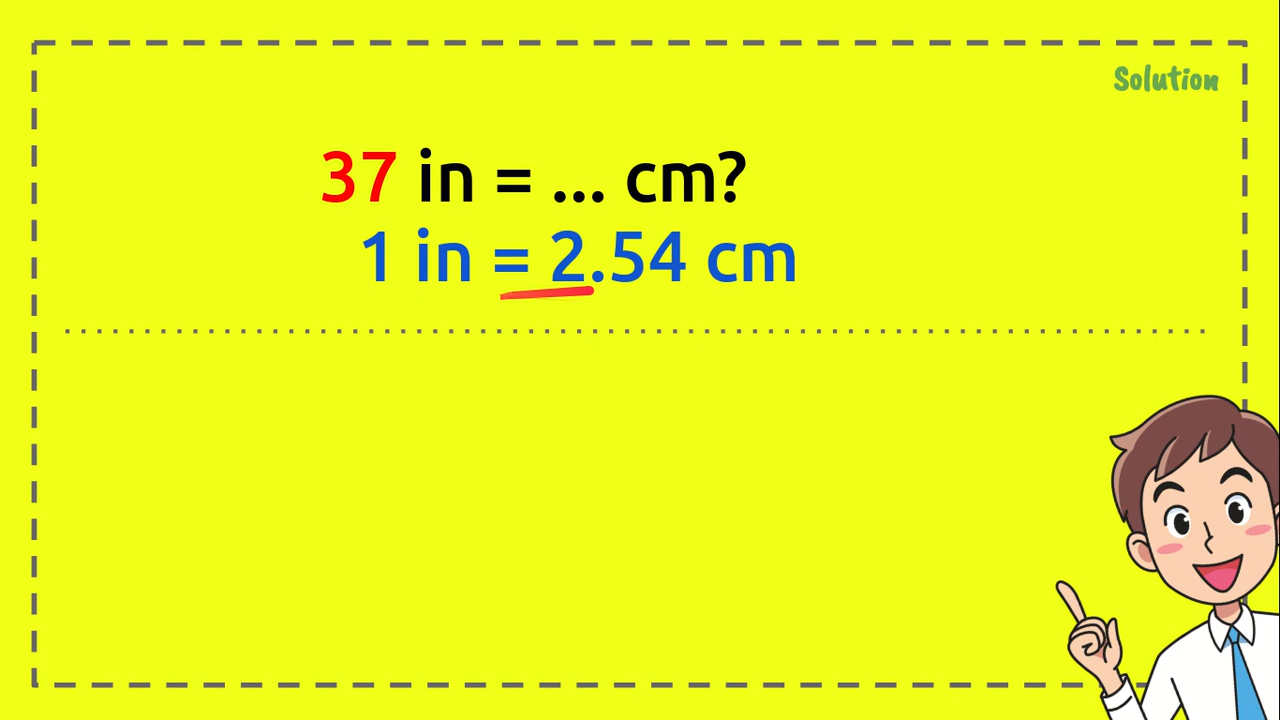 Solution
37 in = ... cm?
1 in = 2.54 cm